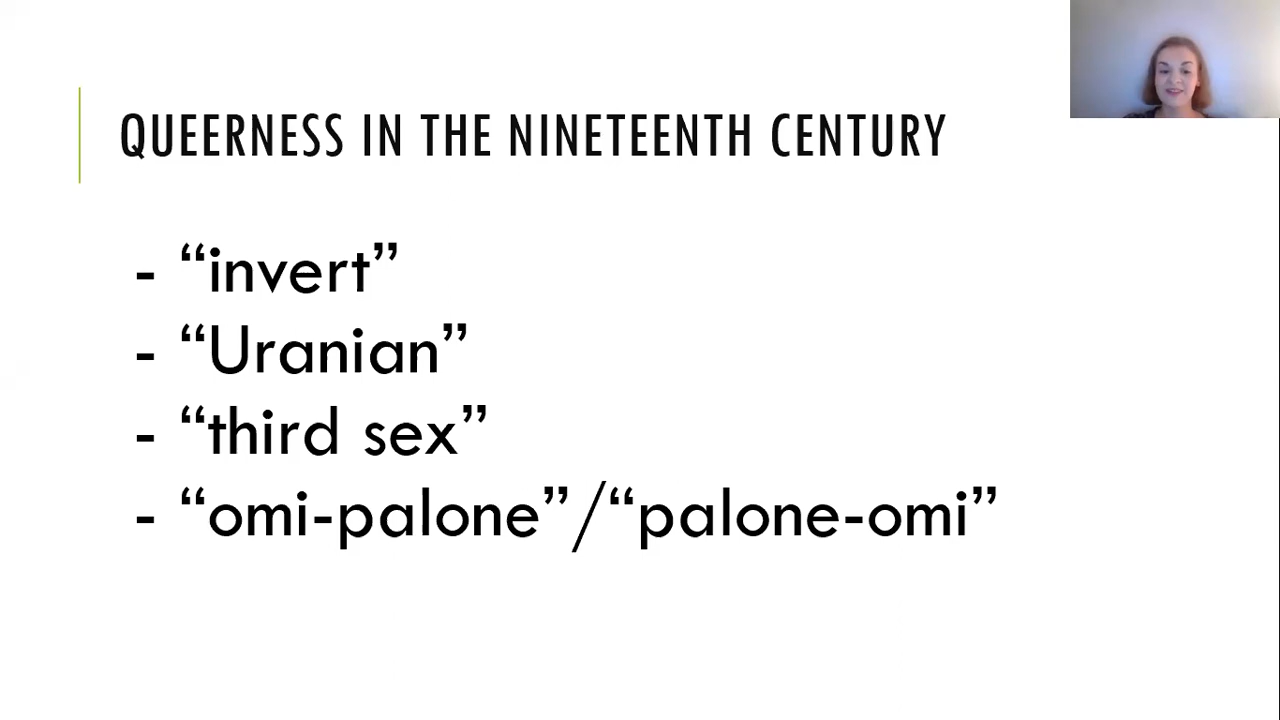 QUEERNESS IN THE NINETEENTH CENTURY
- “invert”
- “Uranian”
- “third sex”
- “omi-palone”/“palone-omi”